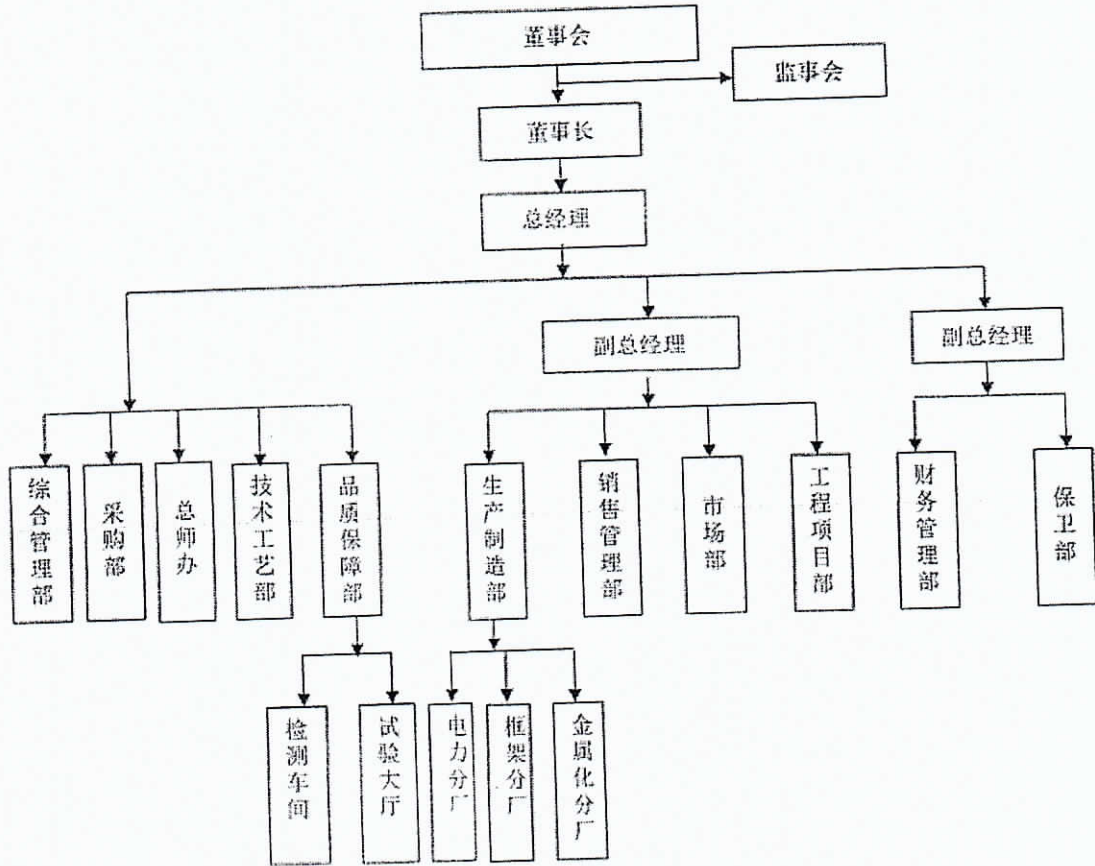 董事会
监事会
董事长
总经理
副总经理
副总经理
综合管理部
采购部
总师办
技术工艺部
品质保障部
生产制造部
销售管理部
市场部
工程项目部
财务管理部
保卫部
检测车间
试验大厅
电力分厂
框架分厂
金属化分厂